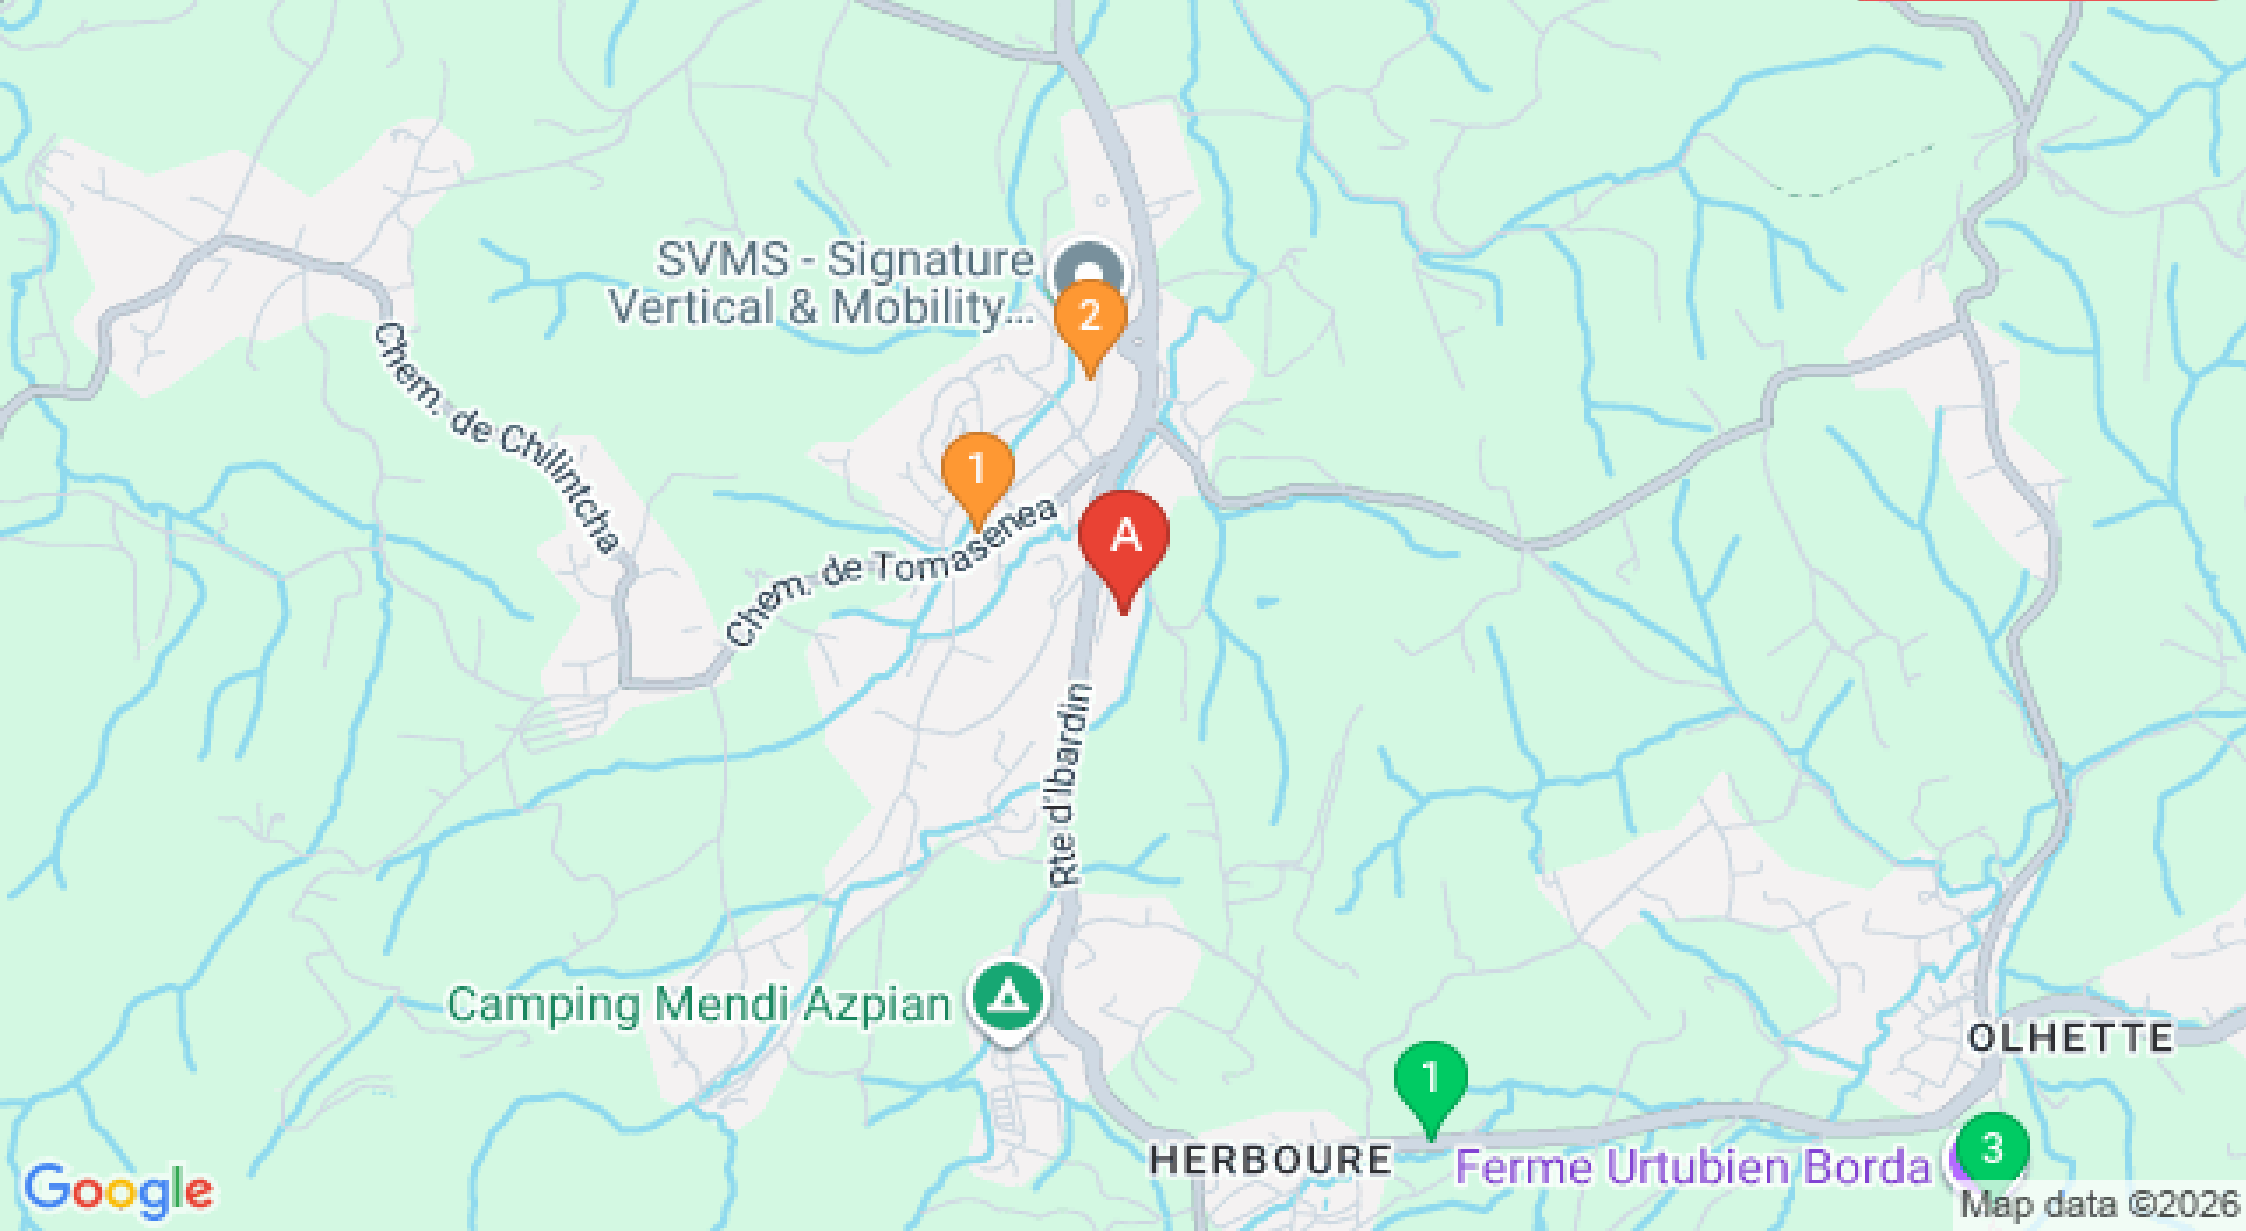 SVMS - Signature
Vertical & Mobility...
2
Chem. de Chilintcha
1
Chem. de Tomasenea
A
Rte d'Ibardin
Camping Mendi Azpian
OLHETTE
1
HERBOURE
Ferme Urtubien Borda
3
Google
Map data ©2026